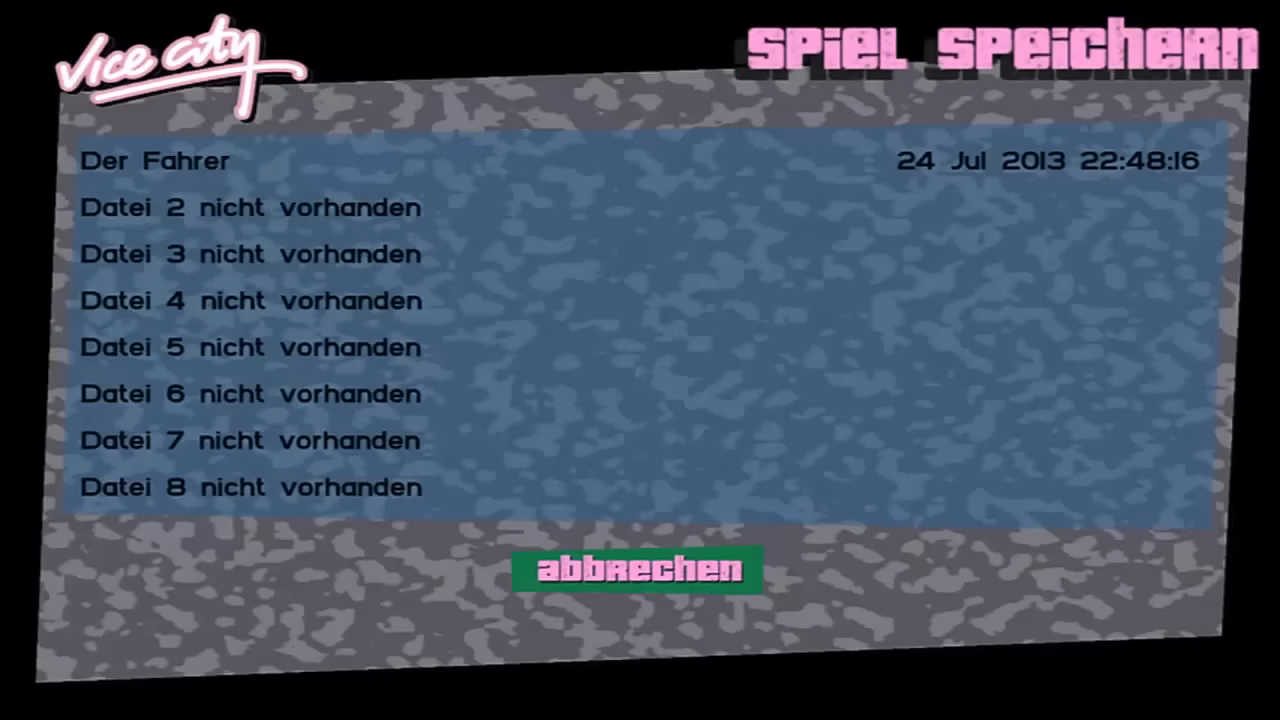 Vice City
SPIEL SPEICHERN
Der Fahrer 24 Jul 2013 22:48:16
Datei 2 nicht vorhanden
Datei 3 nicht vorhanden
Datei 4 nicht vorhanden
Datei 5 nicht vorhanden
Datei 6 nicht vorhanden
Datei 7 nicht vorhanden
Datei 8 nicht vorhanden
abbrechen